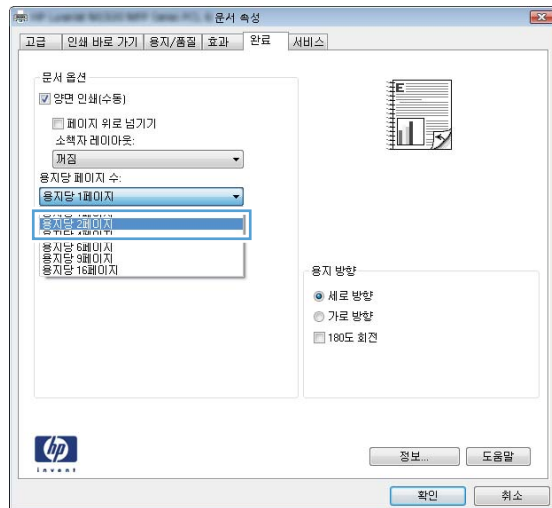 문서 속성
고급 인쇄 바로 가기 용지/품질 효과 완료 서비스
문서 옵션
양면 인쇄(수동)
페이지 위로 넘기기
소책자 레이아웃:
꺼짐
용지당 페이지 수:
용지당 1페이지
용지당 2페이지
용지당 6페이지
용지당 9페이지
용지당 16페이지
E
용지 방향
세로 방향
가로 방향
180도 회전
hp
invent
정보... 도움말
확인 취소